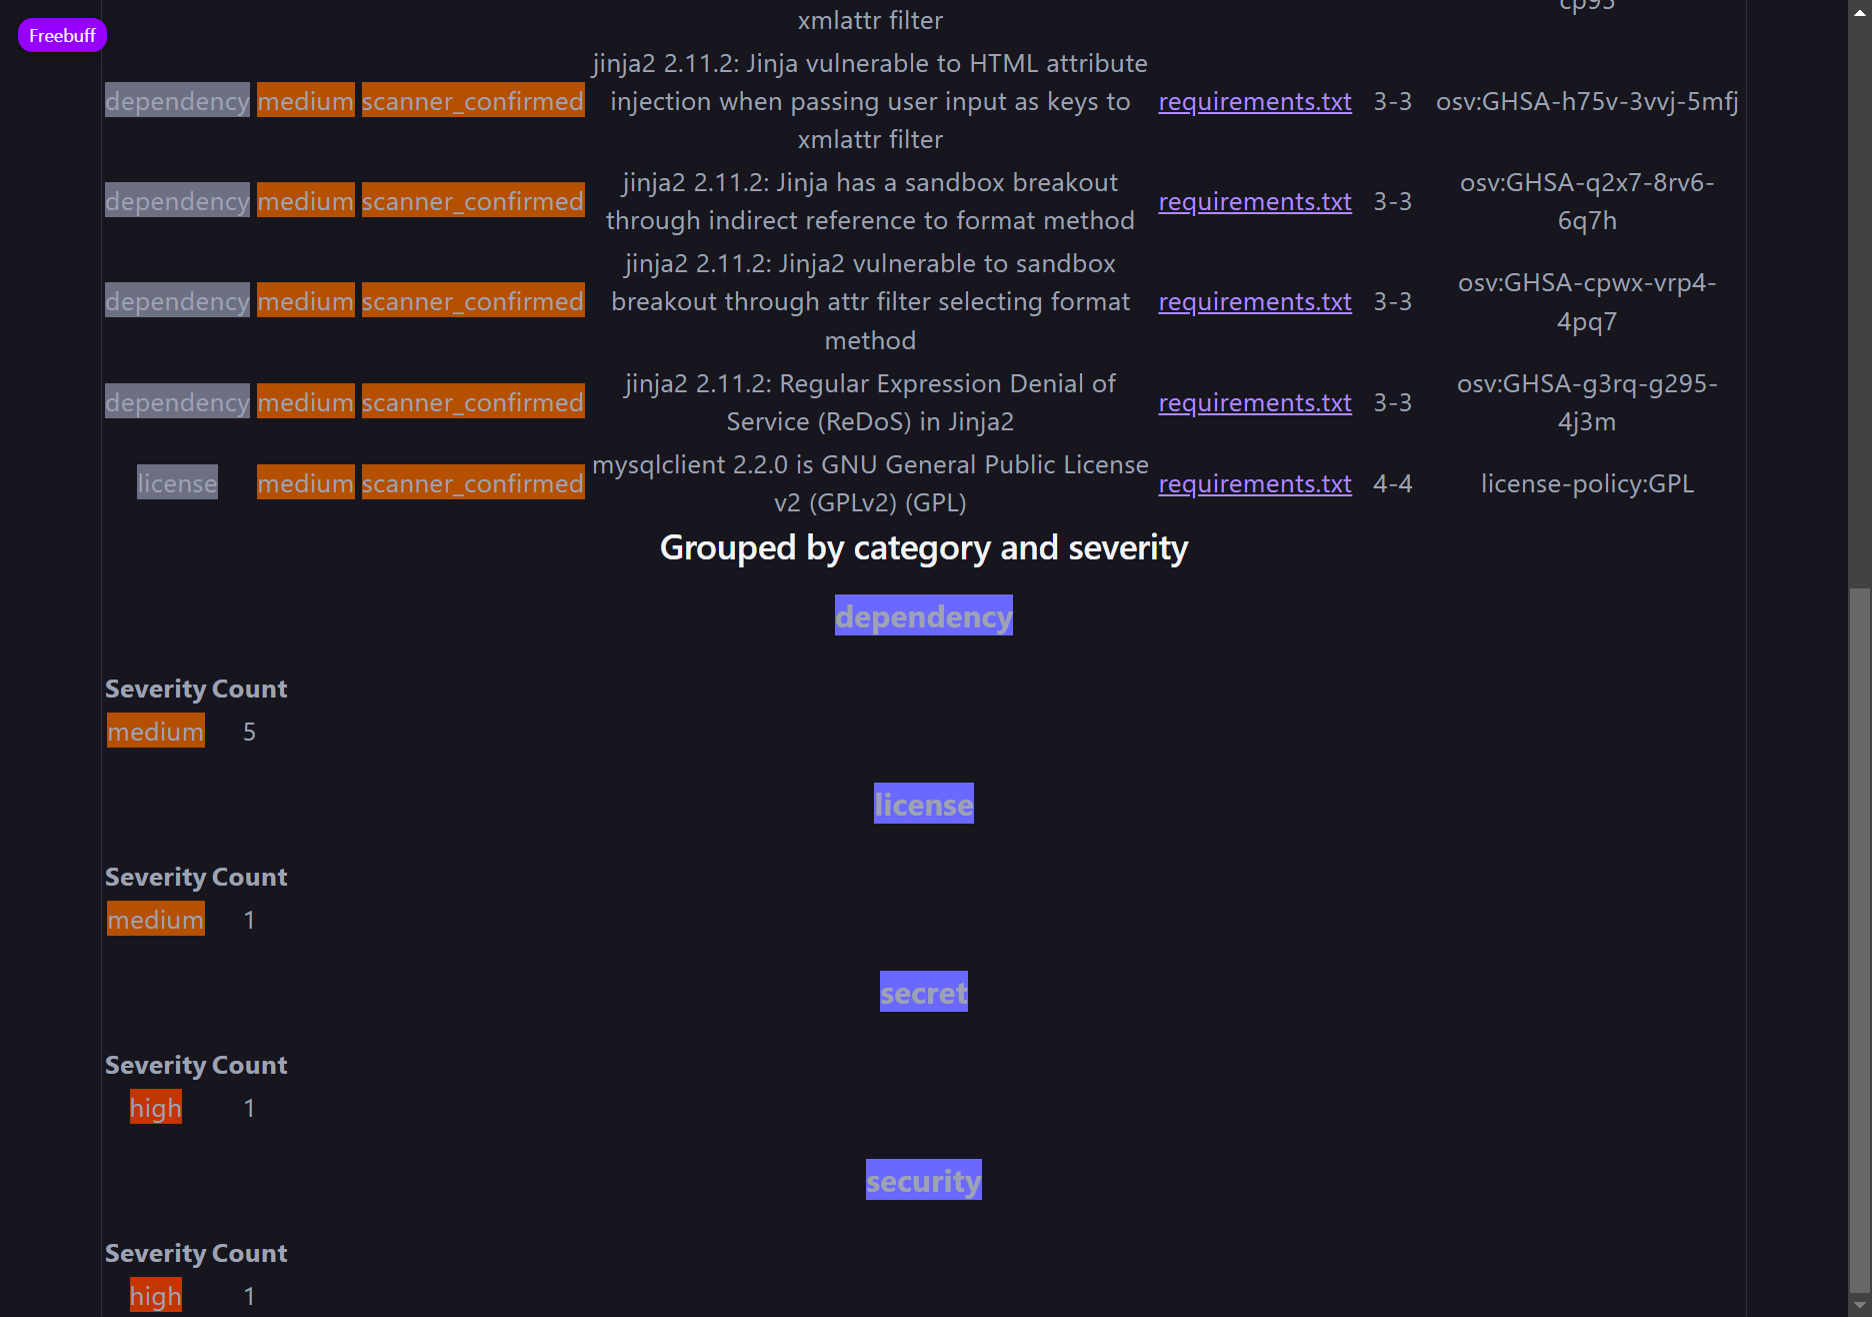 Freebuff
xmlattr filter
jinja2 2.11.2: Jinja vulnerable to HTML attribute
dependency medium scanner_confirmed injection when passing user input as keys to requirements.txt 3-3 osv:GHSA-h75v-3vvj-5mfj
xmlattr filter
jinja2 2.11.2: Jinja has a sandbox breakout osv:GHSA-q2x7-8rv6-
dependency medium scanner_confirmed requirements.txt 3-3
through indirect reference to format method 6q7h
jinja2 2.11.2: Jinja2 vulnerable to sandbox
osv:GHSA-cpwx-vrp4-
dependency medium scanner_confirmed breakout through attr filter selecting format requirements.txt 3-3
4pq7
method
jinja2 2.11.2: Regular Expression Denial of osv:GHSA-g3rq-g295-
dependency medium scanner_confirmed requirements.txt 3-3
Service (ReDoS) in Jinja2 4j3m
mysqlclient 2.2.0 is GNU General Public License
license medium scanner_confirmed requirements.txt 4-4 license-policy:GPL
v2 (GPLv2) (GPL)
Grouped by category and severity
dependency
Severity Count
medium 5
license
Severity Count
medium 1
secret
Severity Count
high 1
security
Severity Count
high 1